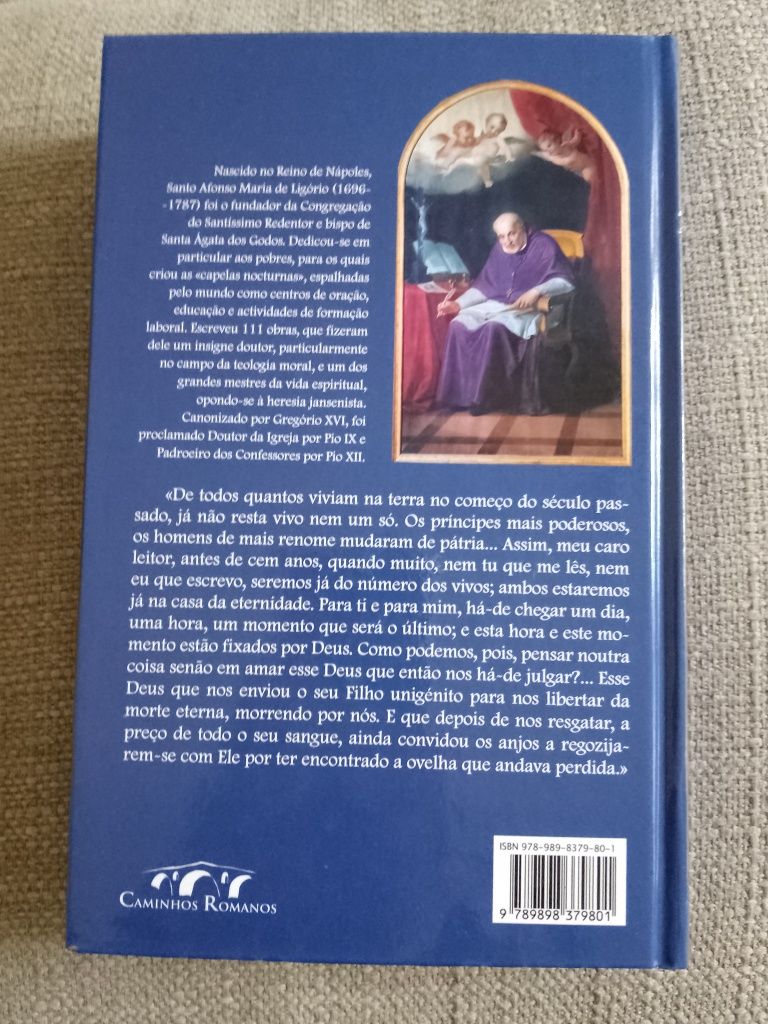 Nascido no Reino de Nápoles,
Santo Afonso Maria de Ligório (1696-
-1787) foi o fundador da Congregação
do Santíssimo Redentor e bispo de
Santa Ágata dos Godos. Dedicou-se em
particular aos pobres, para os quais
criou as «capelas nocturnas», espalhadas
pelo mundo como centros de oração,
educação e actividades de formação
laboral. Escreveu 111 obras, que fizeram
dele um insigne doutor, particularmente
no campo da teologia moral, e um dos
grandes mestres da vida espiritual,
opondo-se à heresia jansenista.
Canonizado por Gregório XVI, foi
proclamado Doutor da Igreja por Pio IX e
Padroeiro dos Confessores por Pio XII.
«De todos quantos viviam na terra no começo do século pas-
sado, já não resta vivo nem um só. Os príncipes mais poderosos,
os homens de mais renome mudaram de pátria... Assim, meu caro
leitor, antes de cem anos, quando muito, nem tu que me lês, nem
eu que escrevo, seremos já do número dos vivos; ambos estaremos
já na casa da eternidade. Para ti e para mim, há-de chegar um dia,
uma hora, um momento que será o último; e esta hora e este mo-
mento estão fixados por Deus. Como podemos, pois, pensar noutra
coisa senão em amar esse Deus que então nos há-de julgar?... Esse
Deus que nos enviou o seu Filho unigénito para nos libertar da
morte eterna, morrendo por nós. E que depois de nos resgatar, a
preço de todo o seu sangue, ainda convidou os anjos a regozija-
rem-se com Ele por ter encontrado a ovelha que andava perdida.»
CAMINHOS ROMANOS
ISBN 978-989-8379-80-1
9 789898 379801